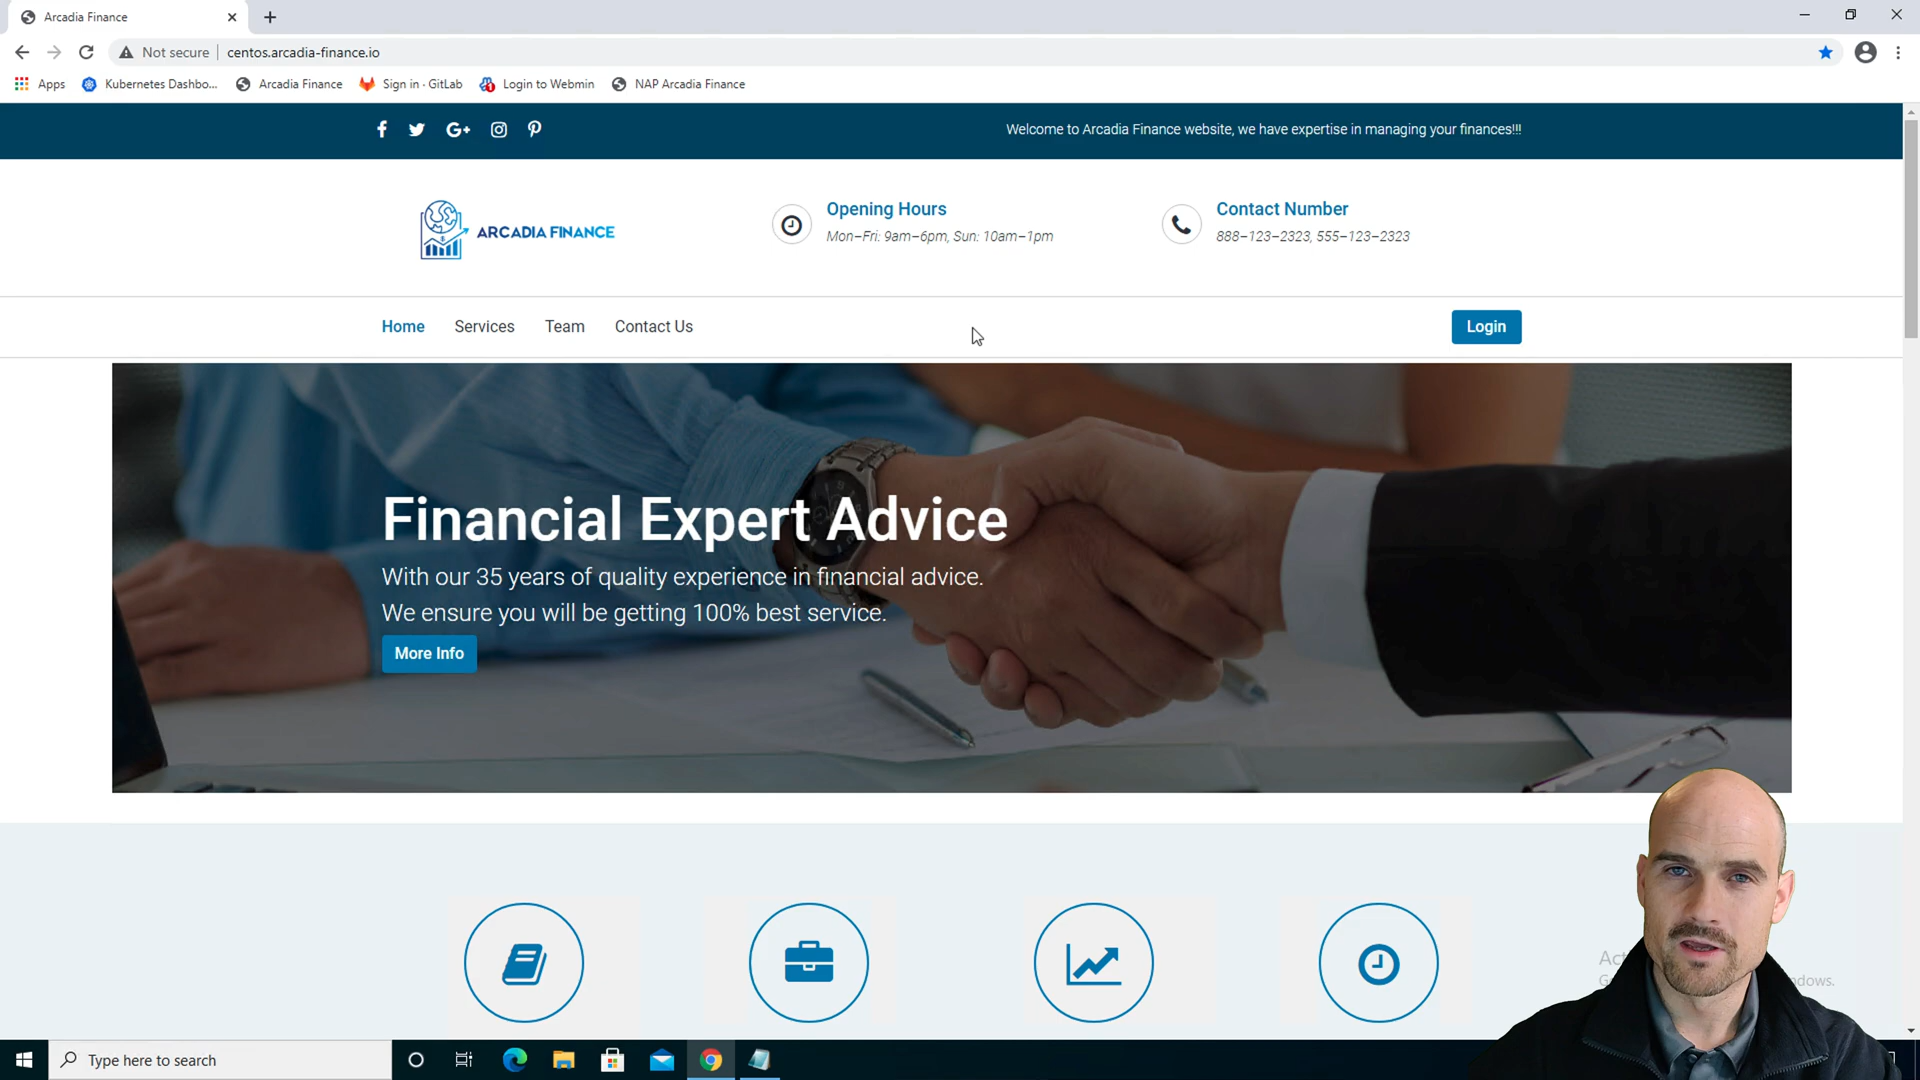 Arcadia Finance
Not secure
centos.arcadia-finance.io
Apps
Kubernetes Dashbo...
Arcadia Finance
Sign in · GitLab
Login to Webmin
NAP Arcadia Finance
Welcome to Arcadia Finance website, we have expertise in managing your finances!!!
ARCADIA FINANCE
Opening Hours
Mon–Fri: 9am–6pm, Sun: 10am–1pm
Contact Number
888–123–2323, 555–123–2323
Home
Services
Team
Contact Us
Login
Financial Expert Advice
With our 35 years of quality experience in financial advice.
We ensure you will be getting 100% best service.
More Info
Type here to search